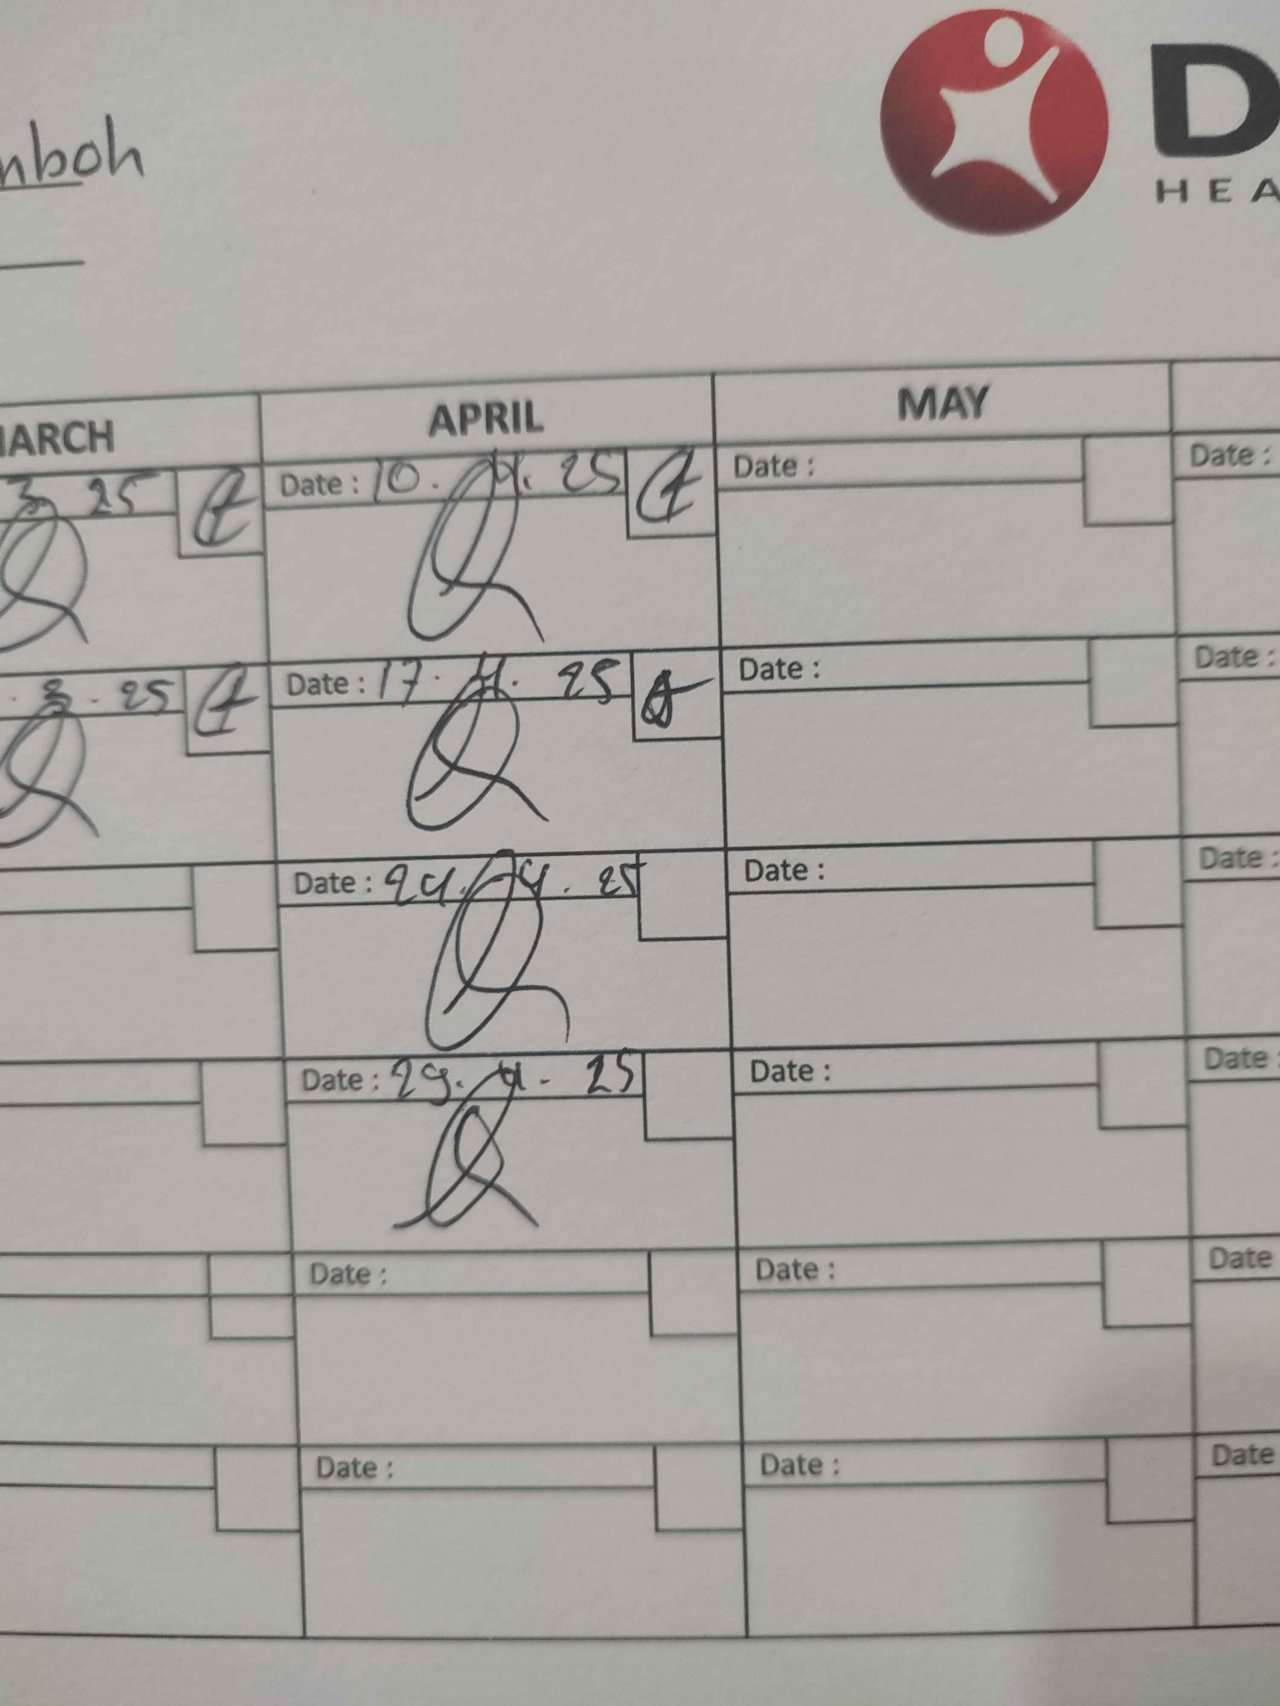 D
HEA
nboh
MARCH APRIL MAY
3 25 Date : 10. 4. 25 Date : Date :
. 3 . 25 Date : 17. 4. 25 Date : Date :
Date : 24. 4. 25 Date : Date :
Date : 29. 4. 25 Date : Date :
Date : Date : Date
Date : Date : Date